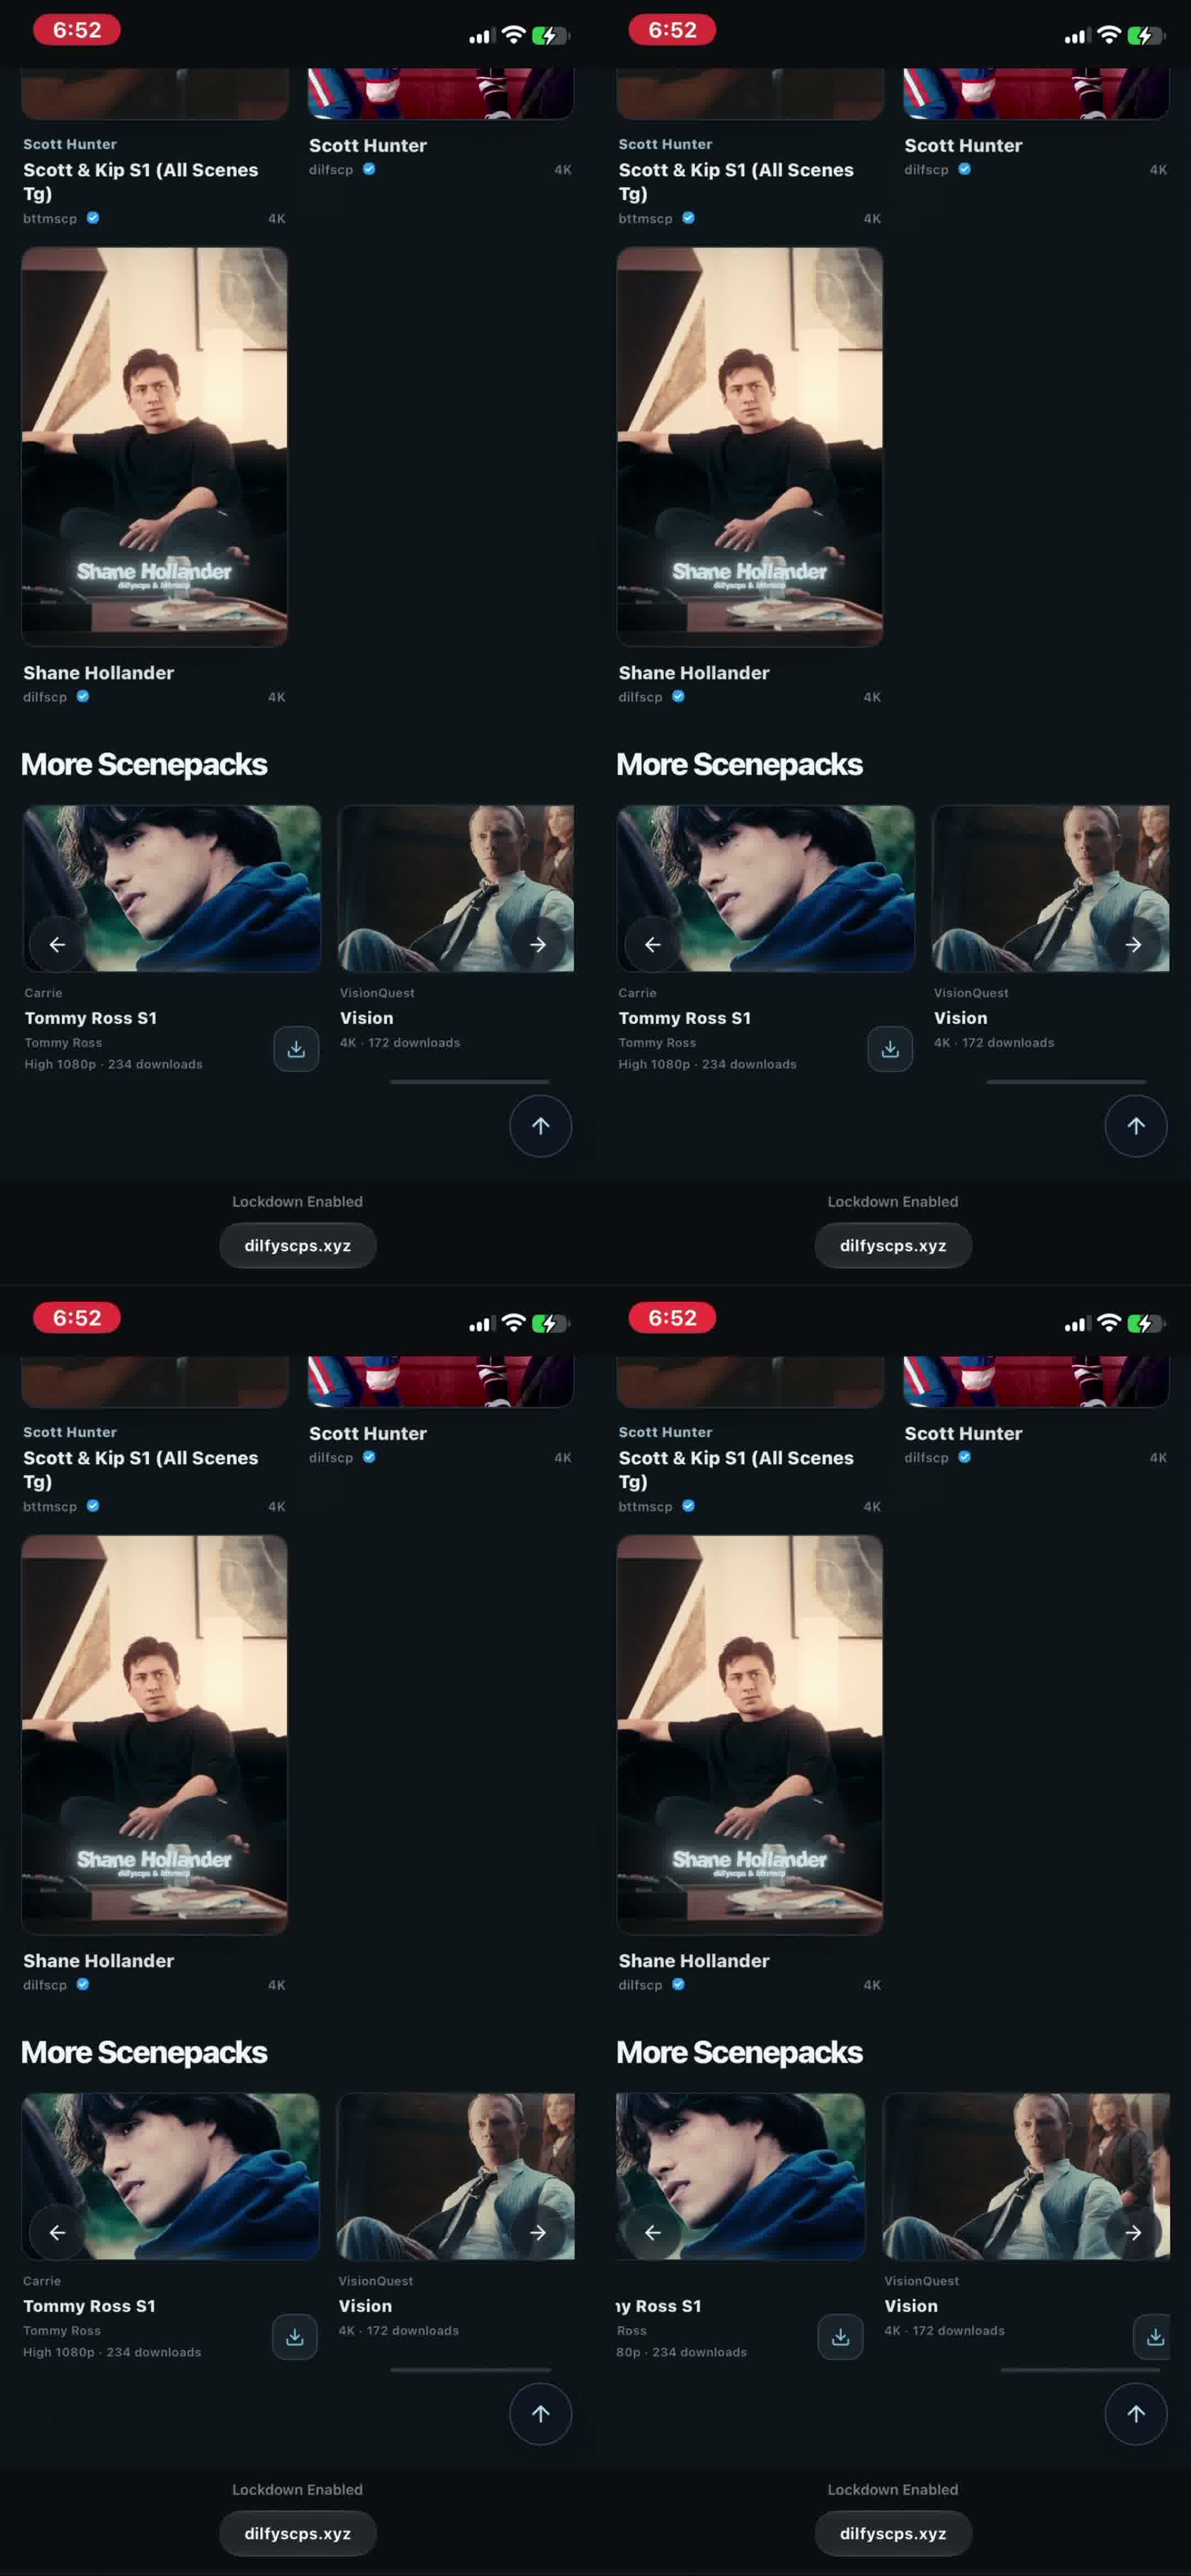 6:52
Scott Hunter
Scott & Kip S1 (All Scenes
Tg)
bttmscp 4K
Scott Hunter
dilfscp 4K
Shane Hollander
dilfyscps & bttmscp
Shane Hollander
dilfscp 4K
More Scenepacks
Carrie
Tommy Ross S1
Tommy Ross
High 1080p · 234 downloads
VisionQuest
Vision
4K · 172 downloads
Lockdown Enabled
dilfyscps.xyz
6:52
Scott Hunter
Scott & Kip S1 (All Scenes
Tg)
bttmscp 4K
Scott Hunter
dilfscp 4K
Shane Hollander
dilfyscps & bttmscp
Shane Hollander
dilfscp 4K
More Scenepacks
Carrie
Tommy Ross S1
Tommy Ross
High 1080p · 234 downloads
VisionQuest
Vision
4K · 172 downloads
Lockdown Enabled
dilfyscps.xyz
6:52
Scott Hunter
Scott & Kip S1 (All Scenes
Tg)
bttmscp 4K
Scott Hunter
dilfscp 4K
Shane Hollander
dilfyscps & bttmscp
Shane Hollander
dilfscp 4K
More Scenepacks
Carrie
Tommy Ross S1
Tommy Ross
High 1080p · 234 downloads
VisionQuest
Vision
4K · 172 downloads
Lockdown Enabled
dilfyscps.xyz
6:52
Scott Hunter
Scott & Kip S1 (All Scenes
Tg)
bttmscp 4K
Scott Hunter
dilfscp 4K
Shane Hollander
dilfyscps & bttmscp
Shane Hollander
dilfscp 4K
More Scenepacks
ny Ross S1
Ross
80p · 234 downloads
VisionQuest
Vision
4K · 172 downloads
Lockdown Enabled
dilfyscps.xyz